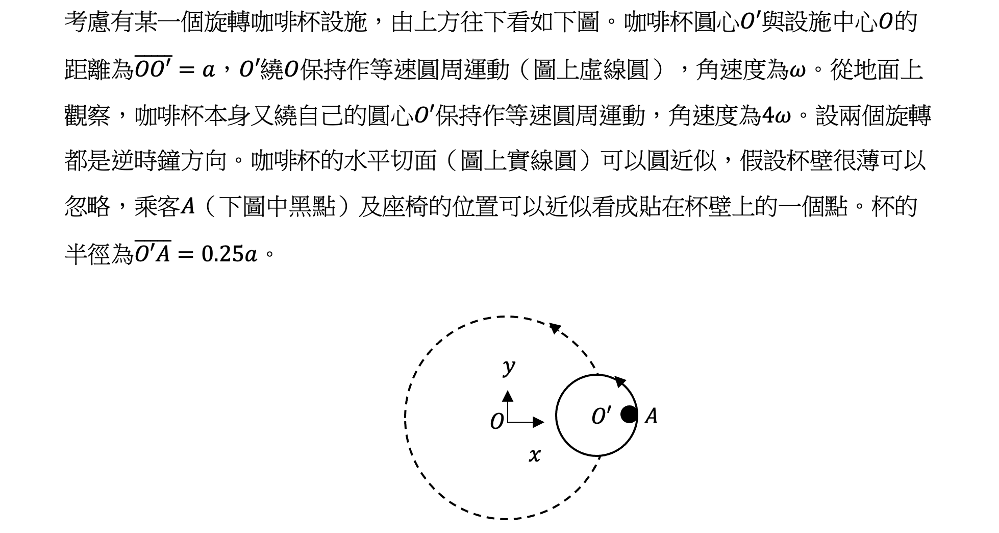 考慮有某一個旋轉咖啡杯設施，由上方往下看如下圖。咖啡杯圓心O′與設施中心O的
距離為\overline{OO′} = a，O′繞O保持作等速圓周運動（圖上虛線圓），角速度為ω。從地面上
觀察，咖啡杯本身又繞自己的圓心O′保持作等速圓周運動，角速度為4ω。設兩個旋轉
都是逆時鐘方向。咖啡杯的水平切面（圖上實線圓）可以圓近似，假設杯壁很薄可以
忽略，乘客A（下圖中黑點）及座椅的位置可以近似看成貼在杯壁上的一個點。杯的
半徑為\overline{O′A} = 0.25a。
y
O
O′
A
x